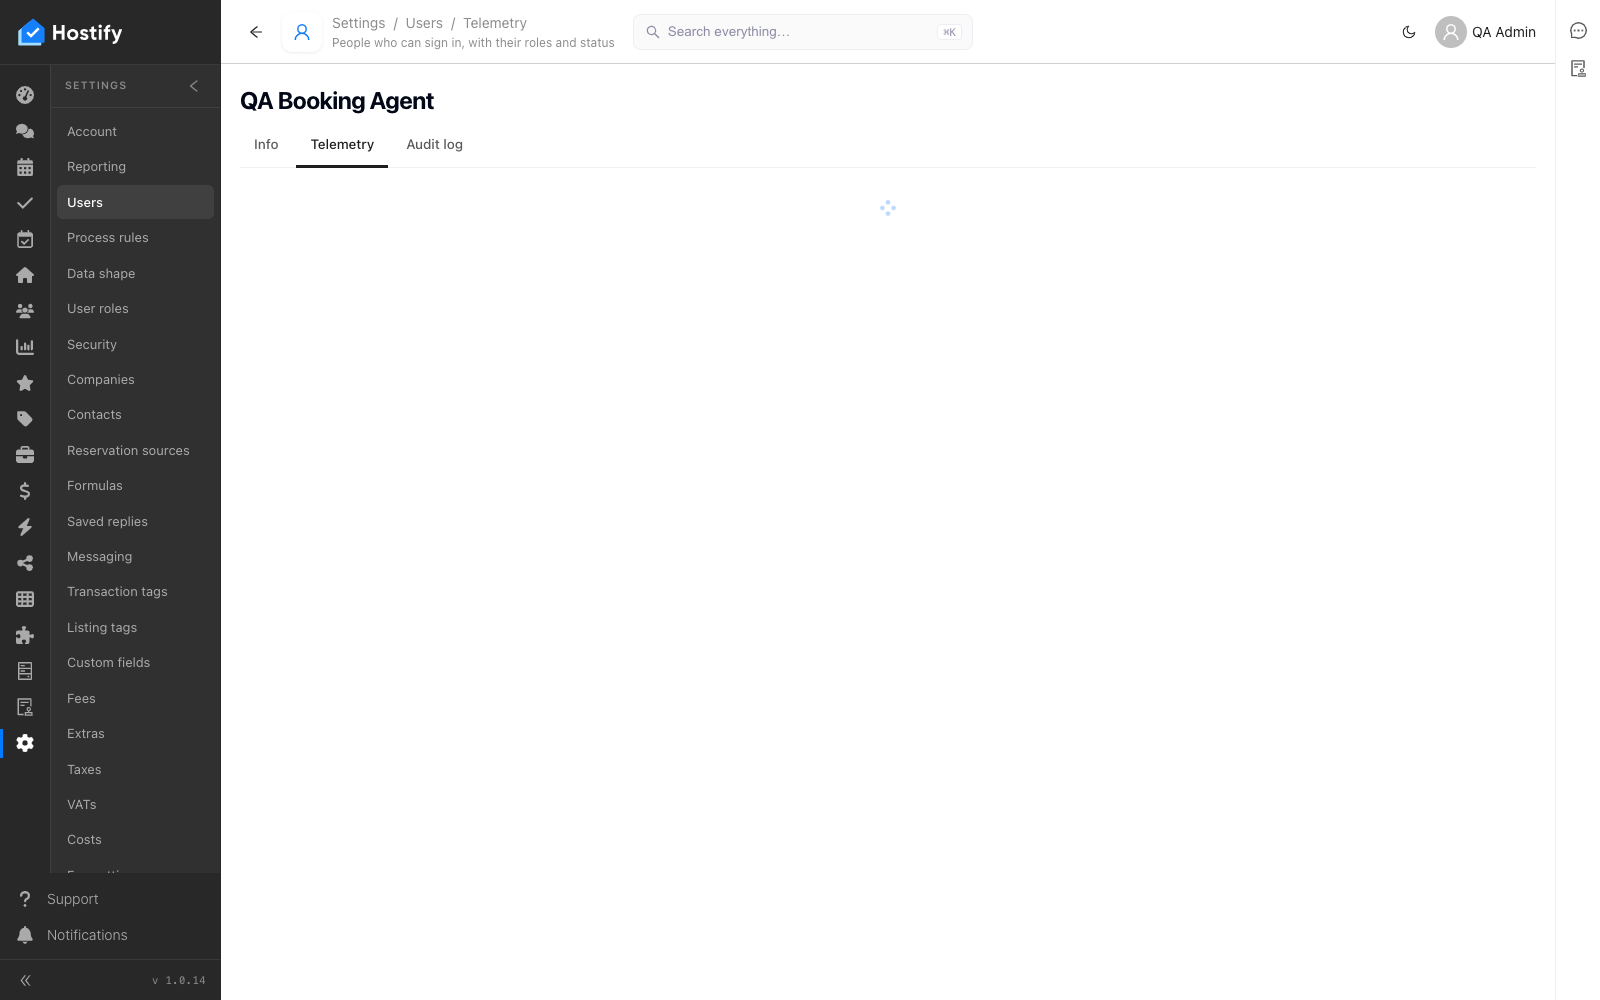 Hostify
Settings / Users / Telemetry
People who can sign in, with their roles and status
Search everything...
⌘K
QA Admin
SETTINGS
Account
Reporting
Users
Process rules
Data shape
User roles
Security
Companies
Contacts
Reservation sources
Formulas
Saved replies
Messaging
Transaction tags
Listing tags
Custom fields
Fees
Extras
Taxes
VATs
Costs
Support
Notifications
v 1.0.14
QA Booking Agent
Info
Telemetry
Audit log